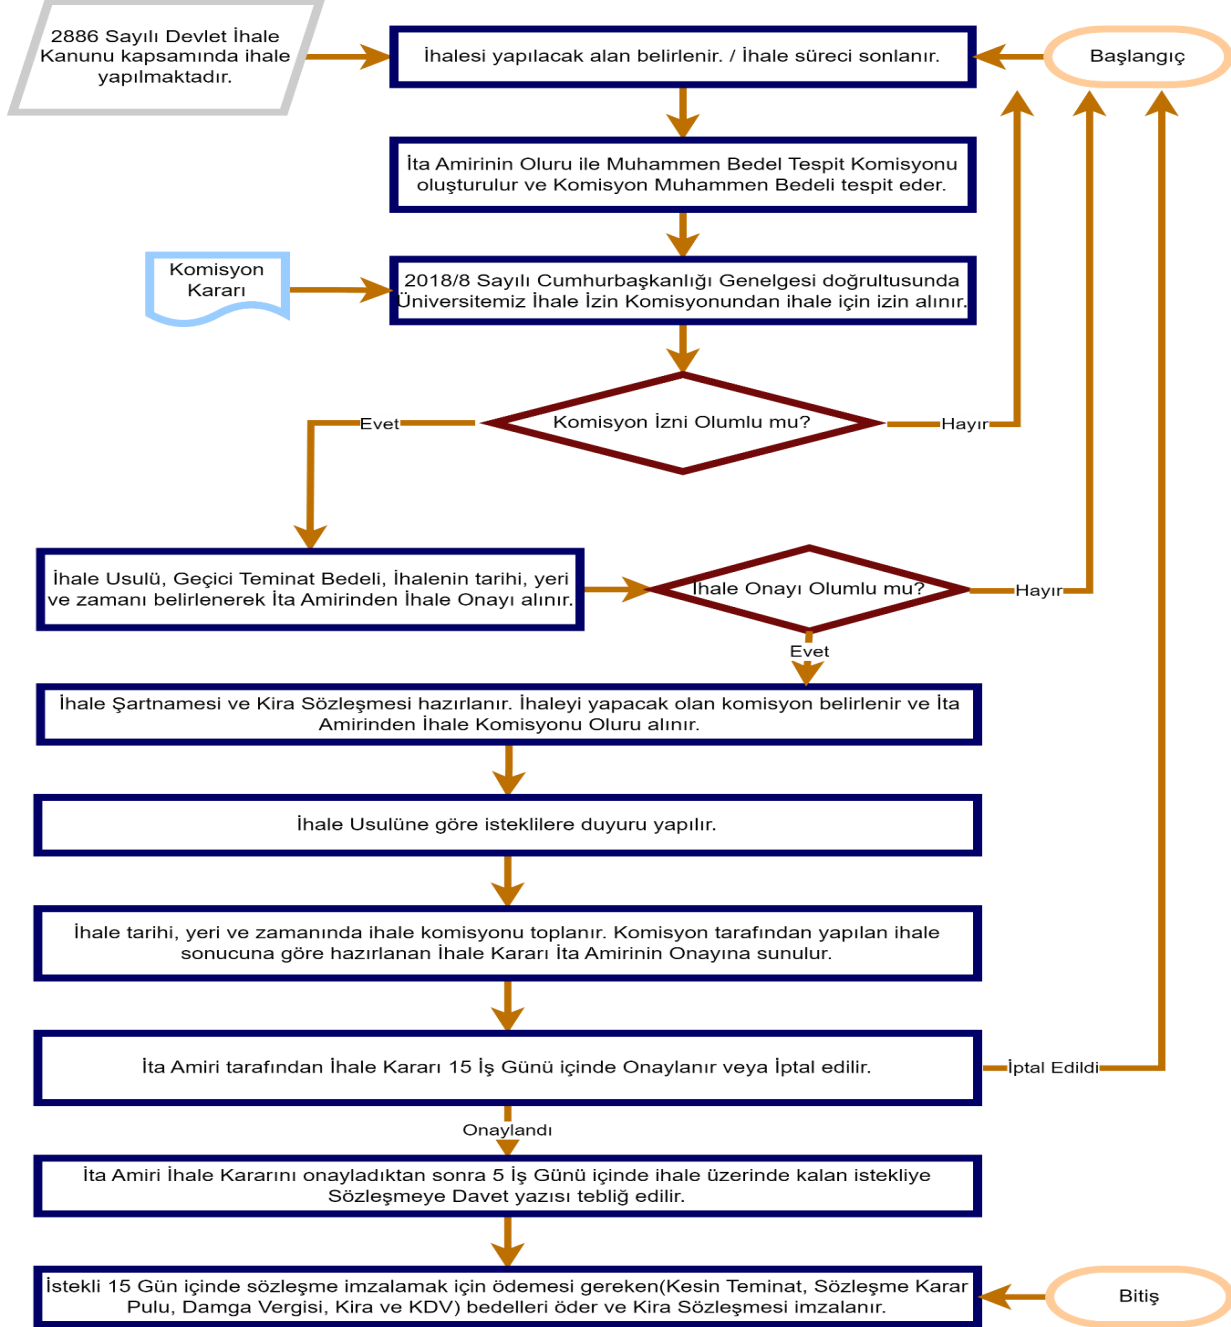 2886 Sayılı Devlet İhale
Kanunu kapsamında ihale
yapılmaktadır.
İhalesi yapılacak alan belirlenir. / İhale süreci sonlanır.
Başlangıç
İta Amirinin Oluru ile Muhammen Bedel Tespit Komisyonu
oluşturulur ve Komisyon Muhammen Bedeli tespit eder.
Komisyon
Kararı
2018/8 Sayılı Cumhurbaşkanlığı Genelgesi doğrultusunda
Üniversitemiz İhale İzin Komisyonundan ihale için izin alınır.
Komisyon İzni Olumlu mu?
Evet
Hayır
İhale Usulü, Geçici Teminat Bedeli, İhalenin tarihi, yeri
ve zamanı belirlenerek İta Amirinden İhale Onayı alınır.
İhale Onayı Olumlu mu?
Hayır
Evet
İhale Şartnamesi ve Kira Sözleşmesi hazırlanır. İhaleyi yapacak olan komisyon belirlenir ve İta
Amirinden İhale Komisyonu Oluru alınır.
İhale Usulüne göre isteklilere duyuru yapılır.
İhale tarihi, yeri ve zamanında ihale komisyonu toplanır. Komisyon tarafından yapılan ihale
sonucuna göre hazırlanan İhale Kararı İta Amirinin Onayına sunulur.
İta Amiri tarafından İhale Kararı 15 İş Günü içinde Onaylanır veya İptal edilir.
İptal Edildi
Onaylandı
İta Amiri İhale Kararını onayladıktan sonra 5 İş Günü içinde ihale üzerinde kalan istekliye
Sözleşmeye Davet yazısı tebliğ edilir.
İstekli 15 Gün içinde sözleşme imzalamak için ödemesi gereken(Kesin Teminat, Sözleşme Karar
Pulu, Damga Vergisi, Kira ve KDV) bedelleri öder ve Kira Sözleşmesi imzalanır.
Bitiş